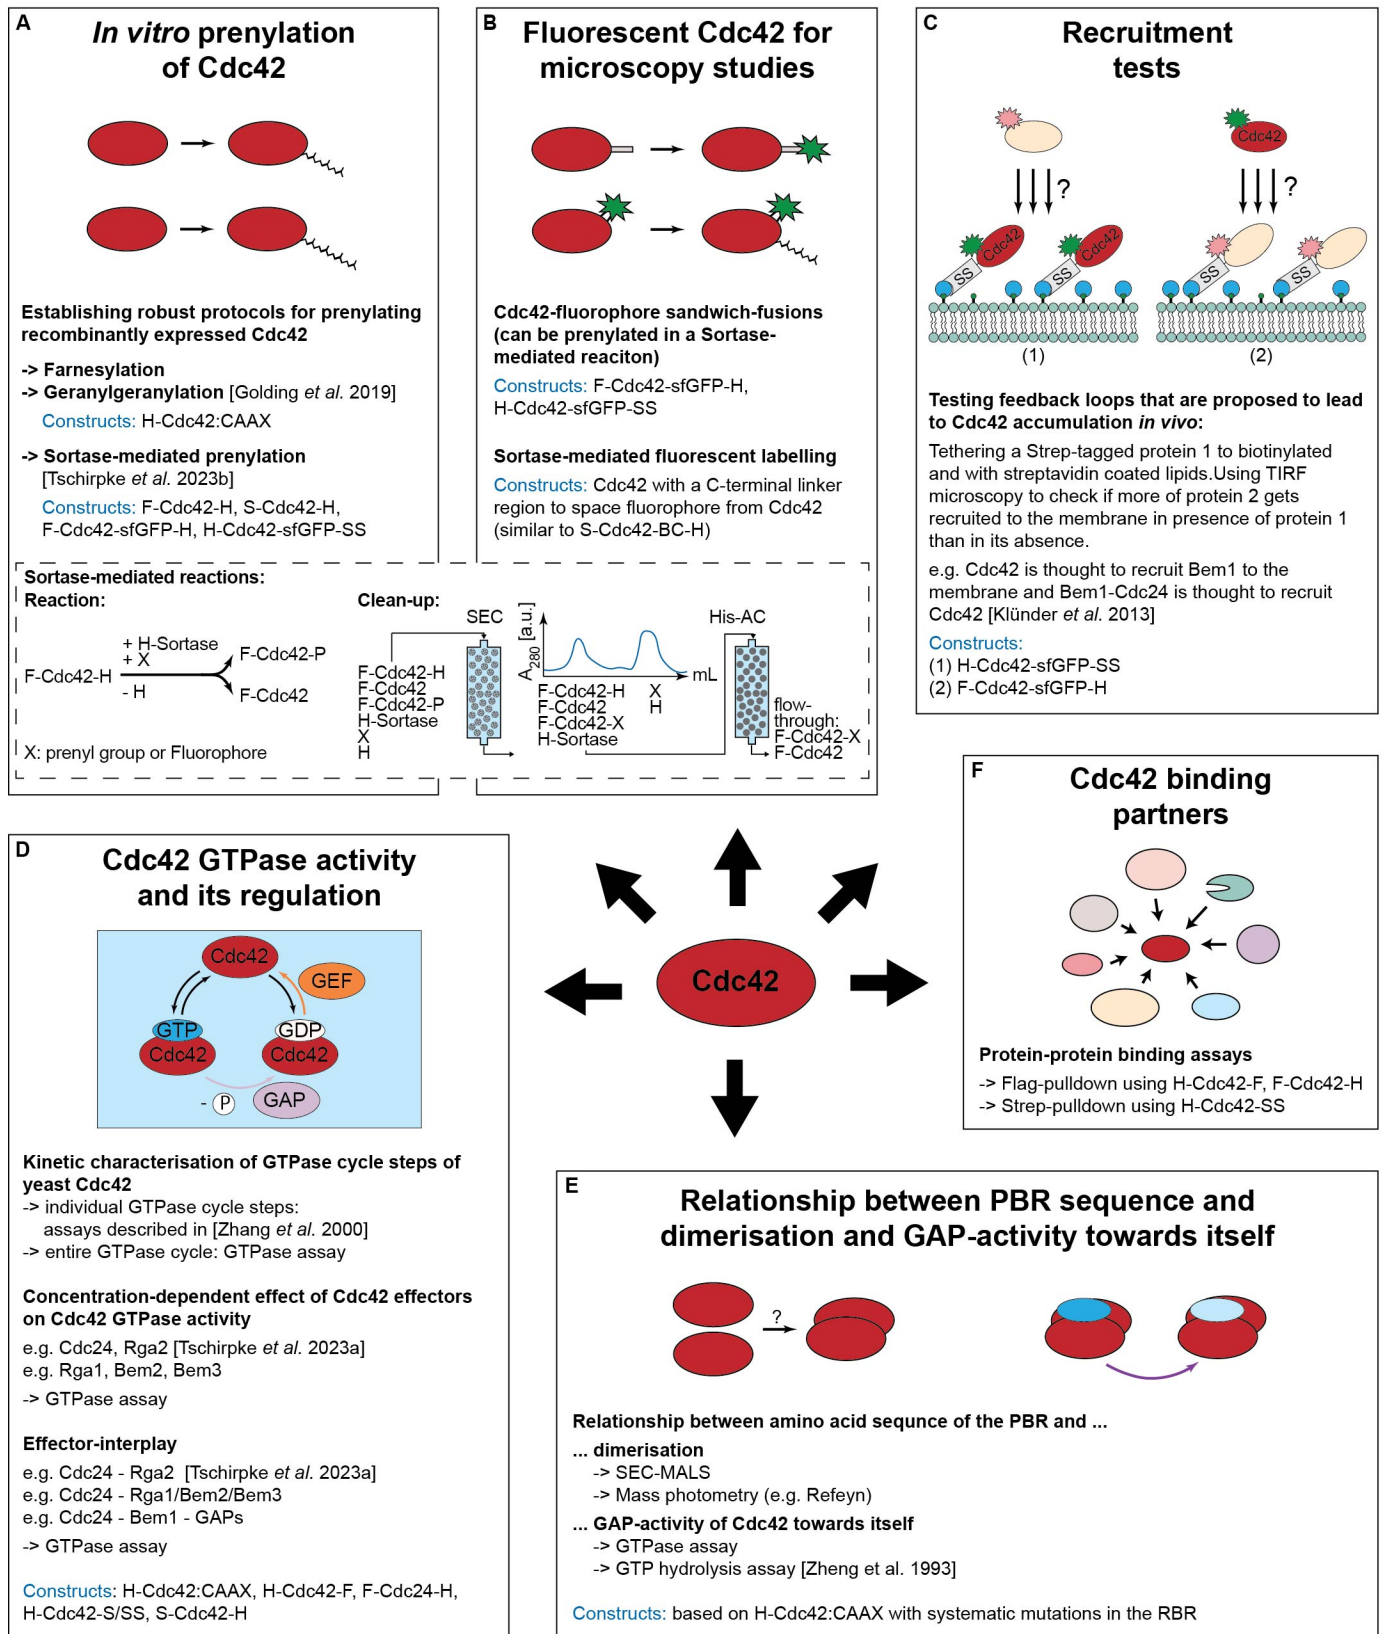 A
In vitro prenylation
of Cdc42
Establishing robust protocols for prenylating
recombinantly expressed Cdc42
-> Farnesylation
-> Geranylgeranylation [Golding et al. 2019]
Constructs: H-Cdc42:CAAX
-> Sortase-mediated prenylation
[Tschirpke et al. 2023b]
Constructs: F-Cdc42-H, S-Cdc42-H,
F-Cdc42-sfGFP-H, H-Cdc42-sfGFP-SS
B
Fluorescent Cdc42 for
microscopy studies
Cdc42-fluorophore sandwich-fusions
(can be prenylated in a Sortase-
mediated reaciton)
Constructs: F-Cdc42-sfGFP-H,
H-Cdc42-sfGFP-SS
Sortase-mediated fluorescent labelling
Constructs: Cdc42 with a C-terminal linker
region to space fluorophore from Cdc42
(similar to S-Cdc42-BC-H)
Sortase-mediated reactions:
Reaction:
F-Cdc42-H
+ H-Sortase
+ X
- H
F-Cdc42-P
F-Cdc42
X: prenyl group or Fluorophore
Clean-up:
F-Cdc42-H
F-Cdc42
F-Cdc42-P
H-Sortase
X
H
SEC
A280 [a.u.]
mL
F-Cdc42-H
F-Cdc42
F-Cdc42-X
H-Sortase
X
H
His-AC
flow-
through:
F-Cdc42-X
F-Cdc42
C
Recruitment
tests
?
Cdc42
SS
Cdc42
SS
(1)
Cdc42
?
SS
SS
(2)
Testing feedback loops that are proposed to lead
to Cdc42 accumulation in vivo:
Tethering a Strep-tagged protein 1 to biotinylated
and with streptavidin coated lipids.Using TIRF
microscopy to check if more of protein 2 gets
recruited to the membrane in presence of protein 1
than in its absence.
e.g. Cdc42 is thought to recruit Bem1 to the
membrane and Bem1-Cdc24 is thought to recruit
Cdc42 [Klünder et al. 2013]
Constructs:
(1) H-Cdc42-sfGFP-SS
(2) F-Cdc42-sfGFP-H
D
Cdc42 GTPase activity
and its regulation
Cdc42
GEF
GTP
Cdc42
GDP
Cdc42
- P
GAP
Kinetic characterisation of GTPase cycle steps of
yeast Cdc42
-> individual GTPase cycle steps:
assays described in [Zhang et al. 2000]
-> entire GTPase cycle: GTPase assay
Concentration-dependent effect of Cdc42 effectors
on Cdc42 GTPase activity
e.g. Cdc24, Rga2 [Tschirpke et al. 2023a]
e.g. Rga1, Bem2, Bem3
-> GTPase assay
Effector-interplay
e.g. Cdc24 - Rga2 [Tschirpke et al. 2023a]
e.g. Cdc24 - Rga1/Bem2/Bem3
e.g. Cdc24 - Bem1 - GAPs
-> GTPase assay
Constructs: H-Cdc42:CAAX, H-Cdc42-F, F-Cdc24-H,
H-Cdc42-S/SS, S-Cdc42-H
Cdc42
F
Cdc42 binding
partners
Protein-protein binding assays
-> Flag-pulldown using H-Cdc42-F, F-Cdc42-H
-> Strep-pulldown using H-Cdc42-SS
E
Relationship between PBR sequence and
dimerisation and GAP-activity towards itself
?
Relationship between amino acid sequnce of the PBR and ...
... dimerisation
-> SEC-MALS
-> Mass photometry (e.g. Refeyn)
... GAP-activity of Cdc42 towards itself
-> GTPase assay
-> GTP hydrolysis assay [Zheng et al. 1993]
Constructs: based on H-Cdc42:CAAX with systematic mutations in the RBR